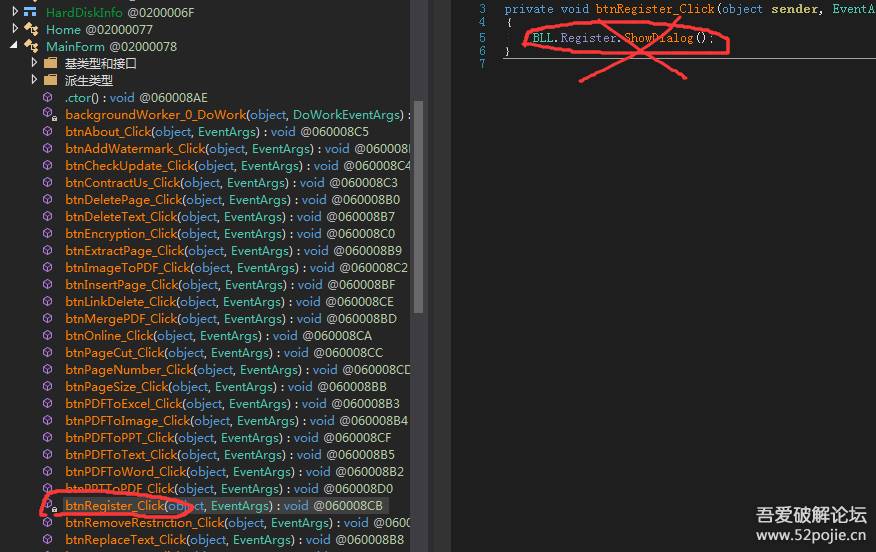 HardDiskInfo @0200006F
Home @02000077
MainForm @02000078
基类型和接口
派生类型
.ctor() : void @060008AE
backgroundWorker_0_DoWork(object, DoWorkEventArgs) :
btnAbout_Click(object, EventArgs) : void @060008C5
btnAddWatermark_Click(object, EventArgs) : void @060008
btnCheckUpdate_Click(object, EventArgs) : void @060008C4
btnContractUs_Click(object, EventArgs) : void @060008C3
btnDeletePage_Click(object, EventArgs) : void @060008B0
btnDeleteText_Click(object, EventArgs) : void @060008B7
btnEncryption_Click(object, EventArgs) : void @060008C0
btnExtractPage_Click(object, EventArgs) : void @060008B9
btnImageToPDF_Click(object, EventArgs) : void @060008C2
btnInsertPage_Click(object, EventArgs) : void @060008BF
btnLinkDelete_Click(object, EventArgs) : void @060008CE
btnMergePDF_Click(object, EventArgs) : void @060008BD
btnOnline_Click(object, EventArgs) : void @060008CA
btnPageCut_Click(object, EventArgs) : void @060008CC
btnPageNumber_Click(object, EventArgs) : void @060008CD
btnPageSize_Click(object, EventArgs) : void @060008BB
btnPDFToExcel_Click(object, EventArgs) : void @060008B3
btnPDFToImage_Click(object, EventArgs) : void @060008B4
btnPDFToPPT_Click(object, EventArgs) : void @060008CF
btnPDFToText_Click(object, EventArgs) : void @060008B5
btnPDFToWord_Click(object, EventArgs) : void @060008B2
btnPPTToPDF_Click(object, EventArgs) : void @060008D0
btnRegister_Click(object, EventArgs) : void @060008CB
btnRemoveRestriction_Click(object, EventArgs) : void @0600
btnReplaceText_Click(object, EventArgs) : void @060008B8
3 private void btnRegister_Click(object sender, EventA
4 {
5 BLL.Register.ShowDialog();
6 }
7
吾爱破解论坛
www.52pojie.cn